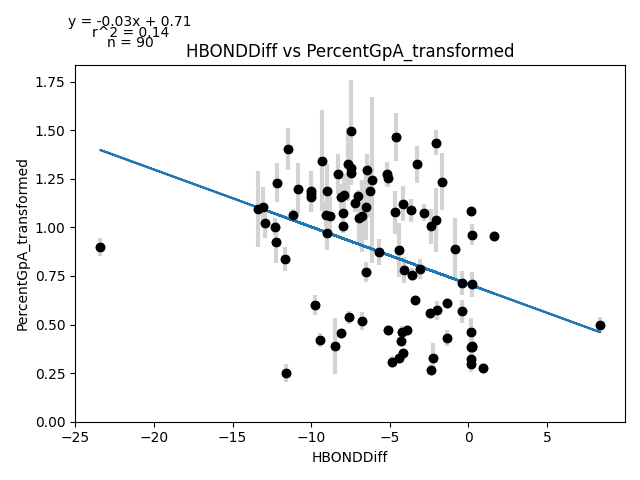 y = -0.03x + 0.71
r^2 = 0.14
n = 90
HBONDDiff vs PercentGpA_transformed
1.75
1.50
1.25
1.00
0.75
0.50
0.25
0.00
PercentGpA_transformed
-25 -20 -15 -10 -5 0 5
HBONDDiff